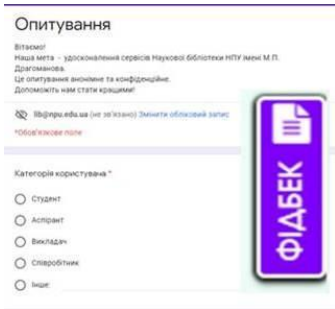 Опитування
Вітаємо!
Наша мета - удосконалення сервісів Наукової бібліотеки НПУ імені М.П.
Драгоманова.
Це опитування анонімне та конфіденційне.
Допоможіть нам стати кращими!
lib@npu.edu.ua (не зв'язано) Змінити обліковий запис
*Обов'язкове поле
Категорія користувача *
Студент
Аспірант
Викладач
Співробітник
Інше:
ФІДБЕК